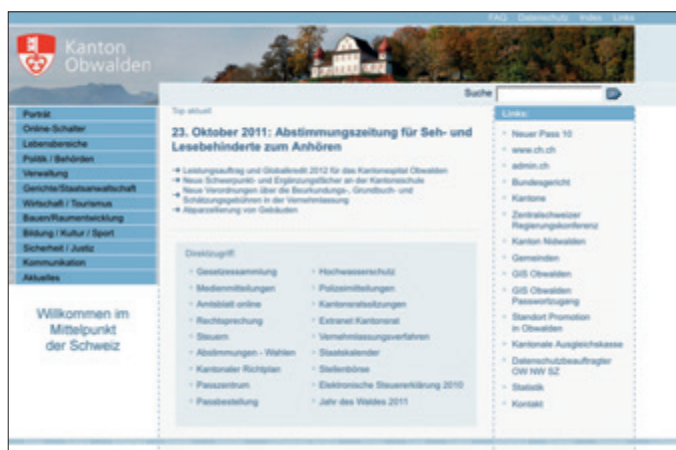 FAQ Datenschutz Index Links
Kanton
Obwalden
Suche
Porträt
Online-Schalter
Lebensbereiche
Politik / Behörden
Verwaltung
Gerichte/Staatsanwaltschaft
Wirtschaft / Tourismus
Bauen/Raumentwicklung
Bildung / Kultur / Sport
Sicherheit / Justiz
Kommunikation
Aktuelles
Willkommen im
Mittelpunkt
der Schweiz
Top aktuell
23. Oktober 2011: Abstimmungszeitung für Seh- und
Lesebehinderte zum Anhören
Leistungsauftrag und Globalkredit 2012 für das Kantonsspital Obwalden
Neue Schwerpunkt- und Ergänzungsfächer an der Kantonsschule
Neue Verordnungen über die Beurkundungs-, Grundbuch- und
Schätzungsgebühren in der Vernehmlassung
Abparzellierung von Gebäuden
Direktzugriff:
Gesetzessammlung
Medienmitteilungen
Amtsblatt online
Rechtsprechung
Steuern
Abstimmungen - Wahlen
Kantonaler Richtplan
Passzentrum
Passbestellung
Hochwasserschutz
Polizeimitteilungen
Kantonsratssitzungen
Extranet Kantonsrat
Vernehmlassungsverfahren
Staatskalender
Stellenbörse
Elektronische Steuererklärung 2010
Jahr des Waldes 2011
Links:
Neuer Pass 10
www.ch.ch
admin.ch
Bundesgericht
Kantone
Zentralschweizer
Regierungskonferenz
Kanton Nidwalden
Gemeinden
GIS Obwalden
GIS Obwalden
Passwortzugang
Standort Promotion
in Obwalden
Kantonale Ausgleichskasse
Datenschutzbeauftragter
OW NW SZ
Statistik
Kontakt